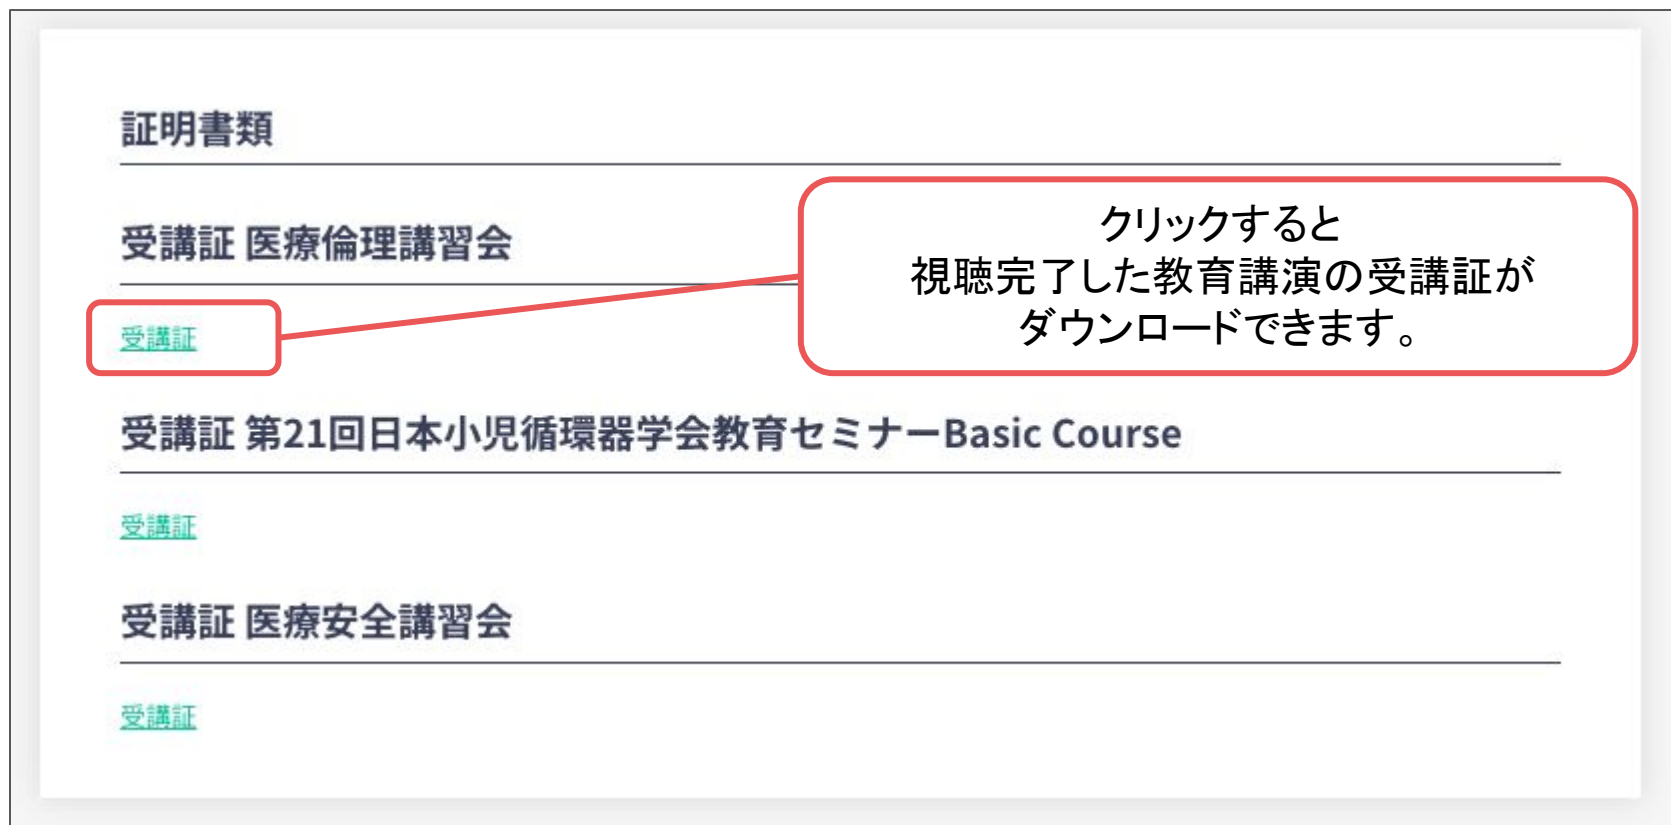 証明書類
受講証 医療倫理講習会
クリックすると
視聴完了した教育講演の受講証が
ダウンロードできます。
受講証
受講証 第21回日本小児循環器学会教育セミナーBasic Course
受講証
受講証 医療安全講習会
受講証